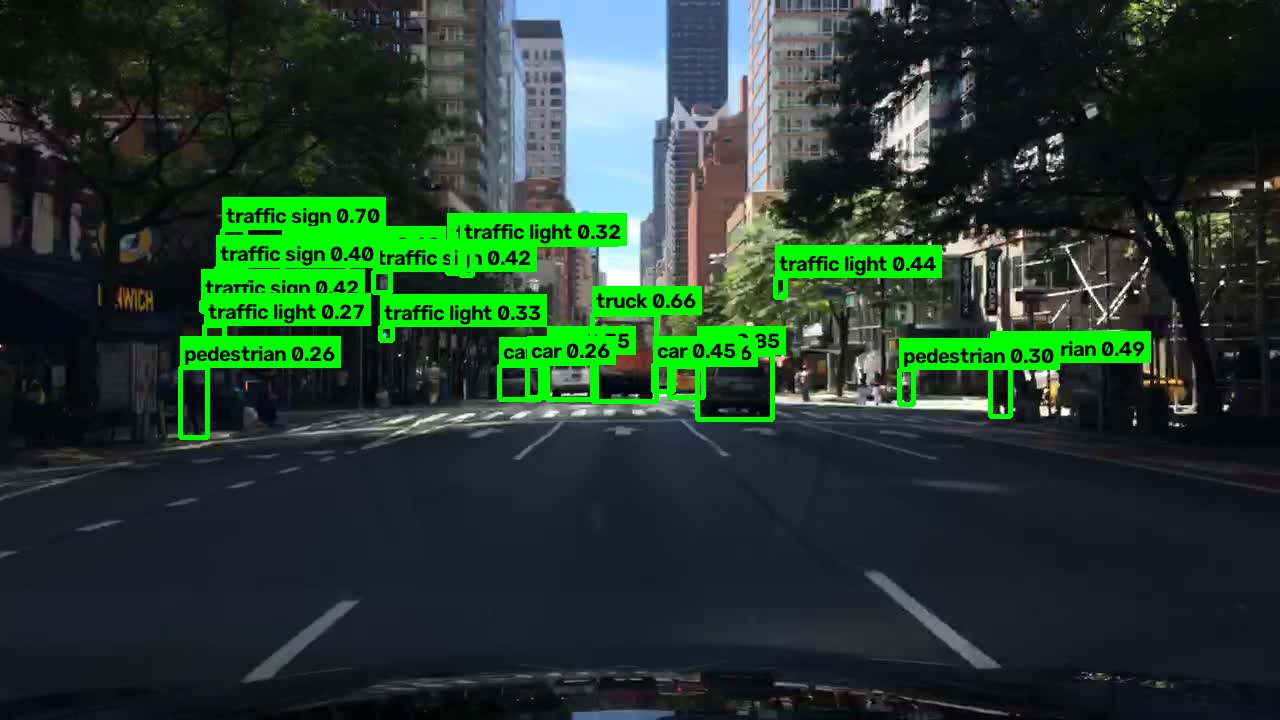 traffic sign 0.70
traffic light 0.32
traffic sign 0.40
traffic sign 0.42
traffic light 0.44
traffic sign 0.42
traffic light 0.27
traffic light 0.33
truck 0.66
pedestrian 0.26
car 0.26
car 0.45
pedestrian 0.30
rian 0.49
NWICH